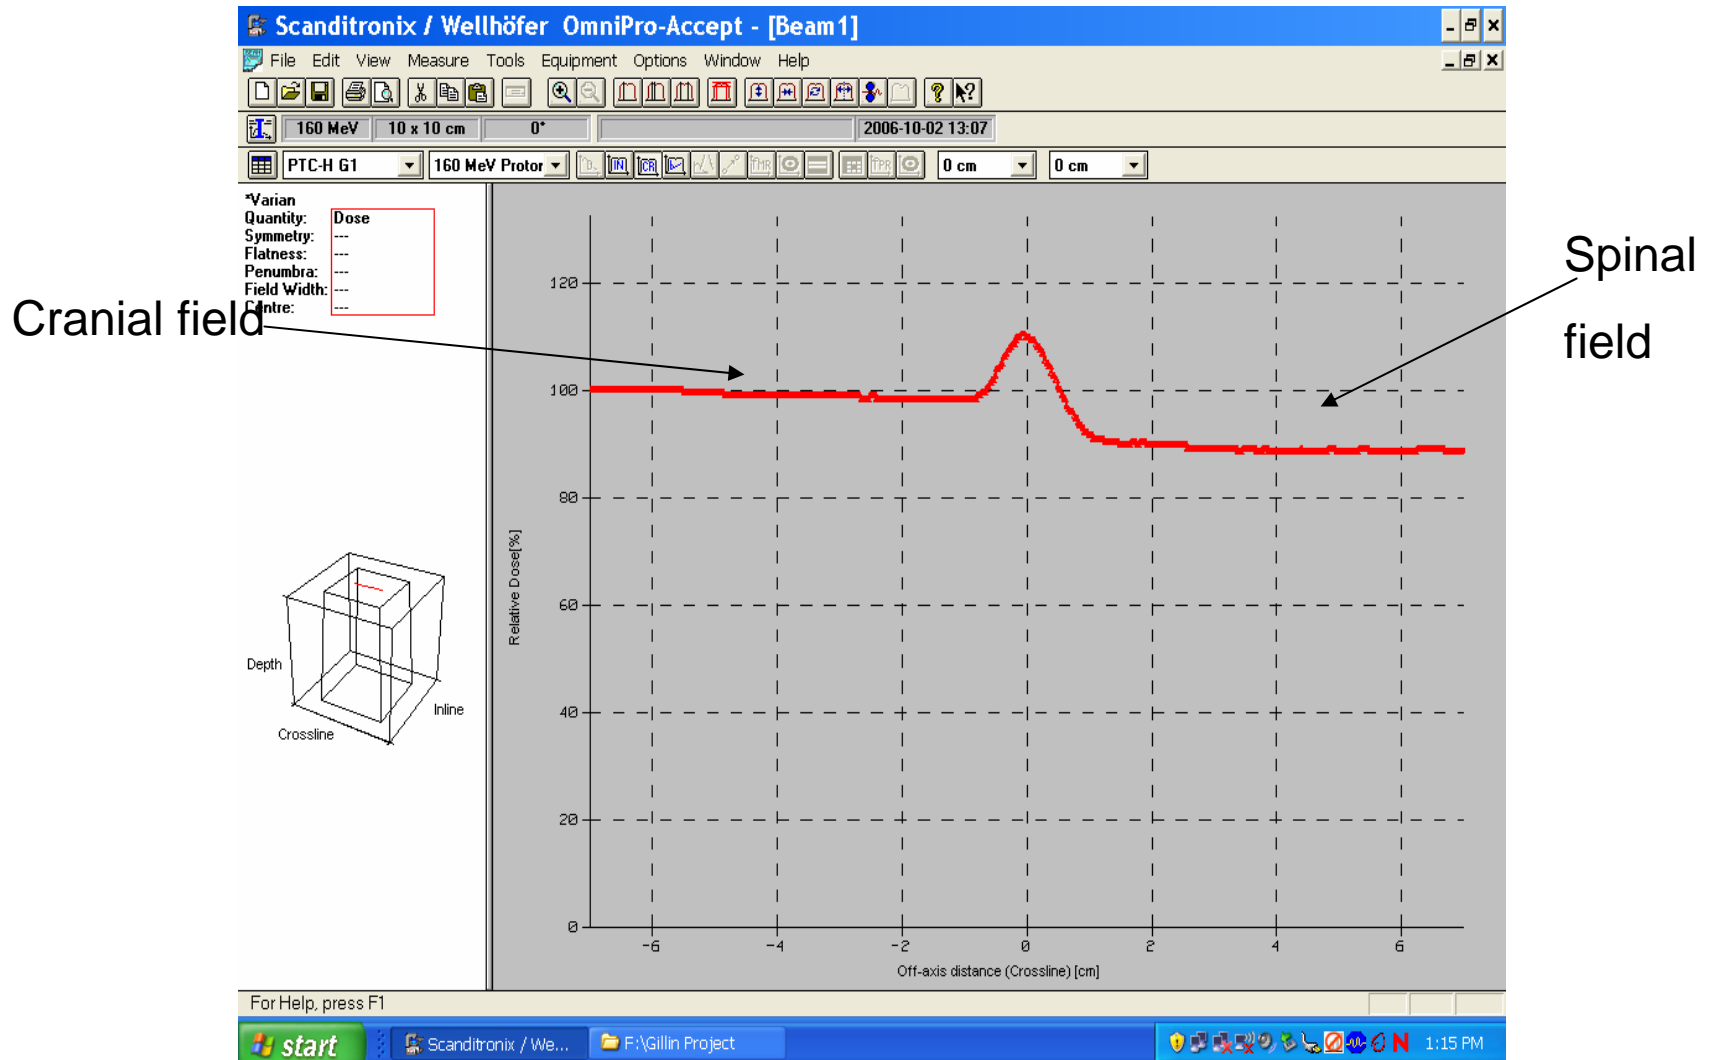 Scanditronix / Wellhöfer OmniPro-Accept - [Beam1]
File Edit View Measure Tools Equipment Options Window Help
160 MeV 10 x 10 cm 0° 2006-10-02 13:07
PTC-H G1 160 MeV Protor IN CR TMR TPR 0 cm 0 cm
*Varian
Quantity: Dose
Symmetry: ---
Flatness: ---
Penumbra: ---
Field Width: ---
Centre: ---
Cranial field
Spinal
field
120
100
80
60
40
20
0
Relative Dose[%]
-6 -4 -2 0 2 4 6
Off-axis distance (Crossline) [cm]
Depth
Inline
Crossline
For Help, press F1
start Scanditronix / We... F:\Gillin Project N 1:15 PM